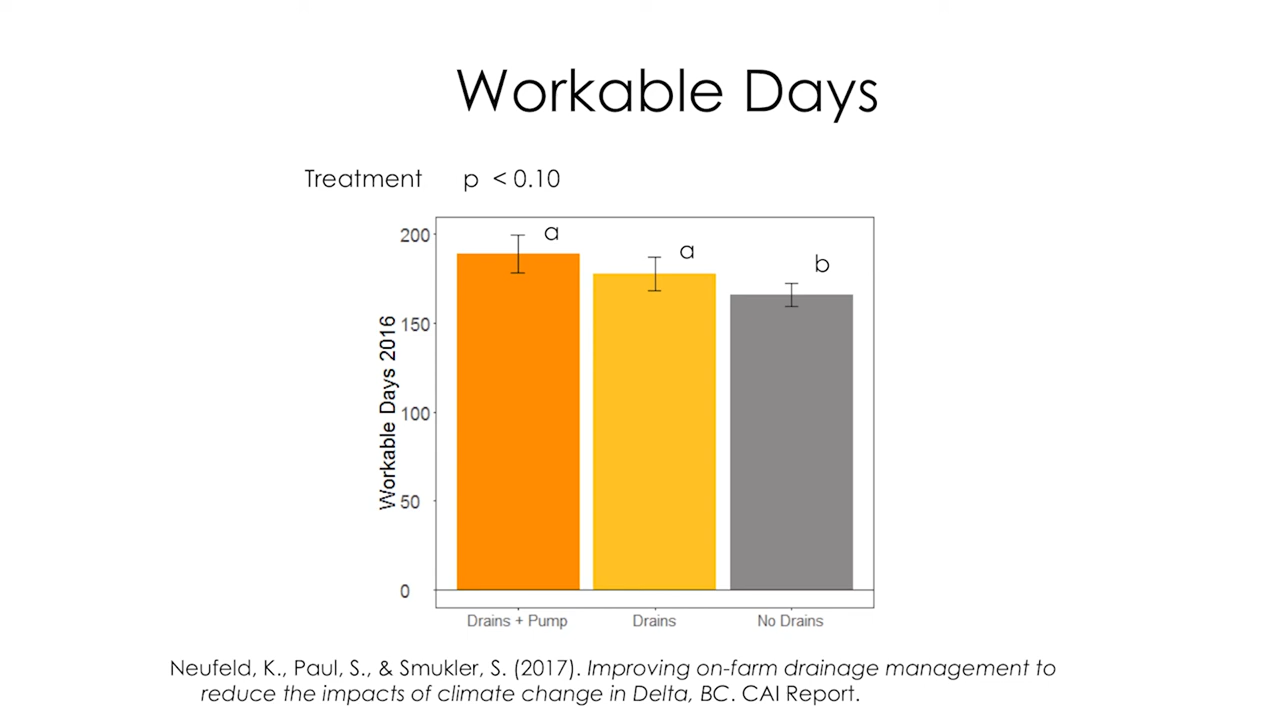 Workable Days
Treatment p < 0.10
a
a
b
200
150
100
50
0
Workable Days 2016
Drains + Pump
Drains
No Drains
Neufeld, K., Paul, S., & Smukler, S. (2017). Improving on-farm drainage management to
reduce the impacts of climate change in Delta, BC. CAI Report.